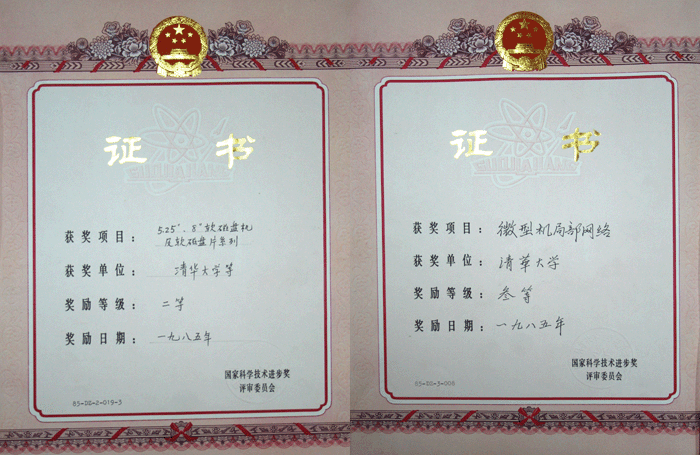 证 书
获奖项目: 5.25"、8"软磁盘机
及软磁盘片系列
获奖单位: 清华大学等
奖励等级: 二等
奖励日期: 一九八五年
国家科学技术进步奖
评审委员会
证 书
获奖项目: 微型机局部网络
获奖单位: 清華大学
奖励等级: 叁等
奖励日期: 一九八五年
国家科学技术进步奖
评审委员会